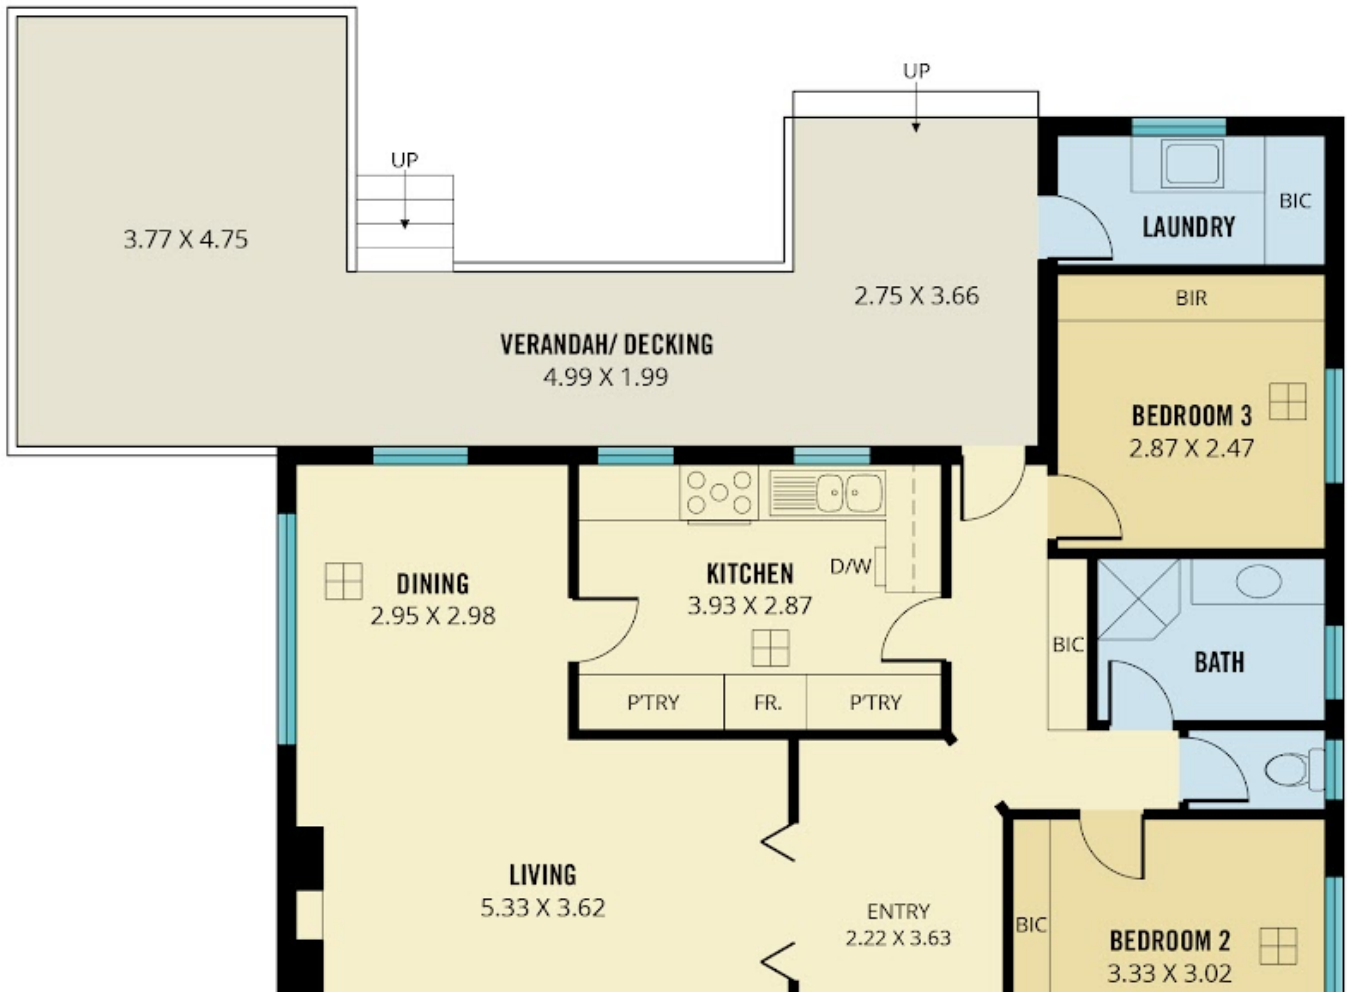 UP
UP
3.77 X 4.75
LAUNDRY
BIC
2.75 X 3.66
BIR
VERANDAH/ DECKING
4.99 X 1.99
BEDROOM 3
2.87 X 2.47
DINING
2.95 X 2.98
KITCHEN
3.93 X 2.87
D/W
P'TRY
FR.
P'TRY
BIC
BATH
LIVING
5.33 X 3.62
ENTRY
2.22 X 3.63
BIC
BEDROOM 2
3.33 X 3.02